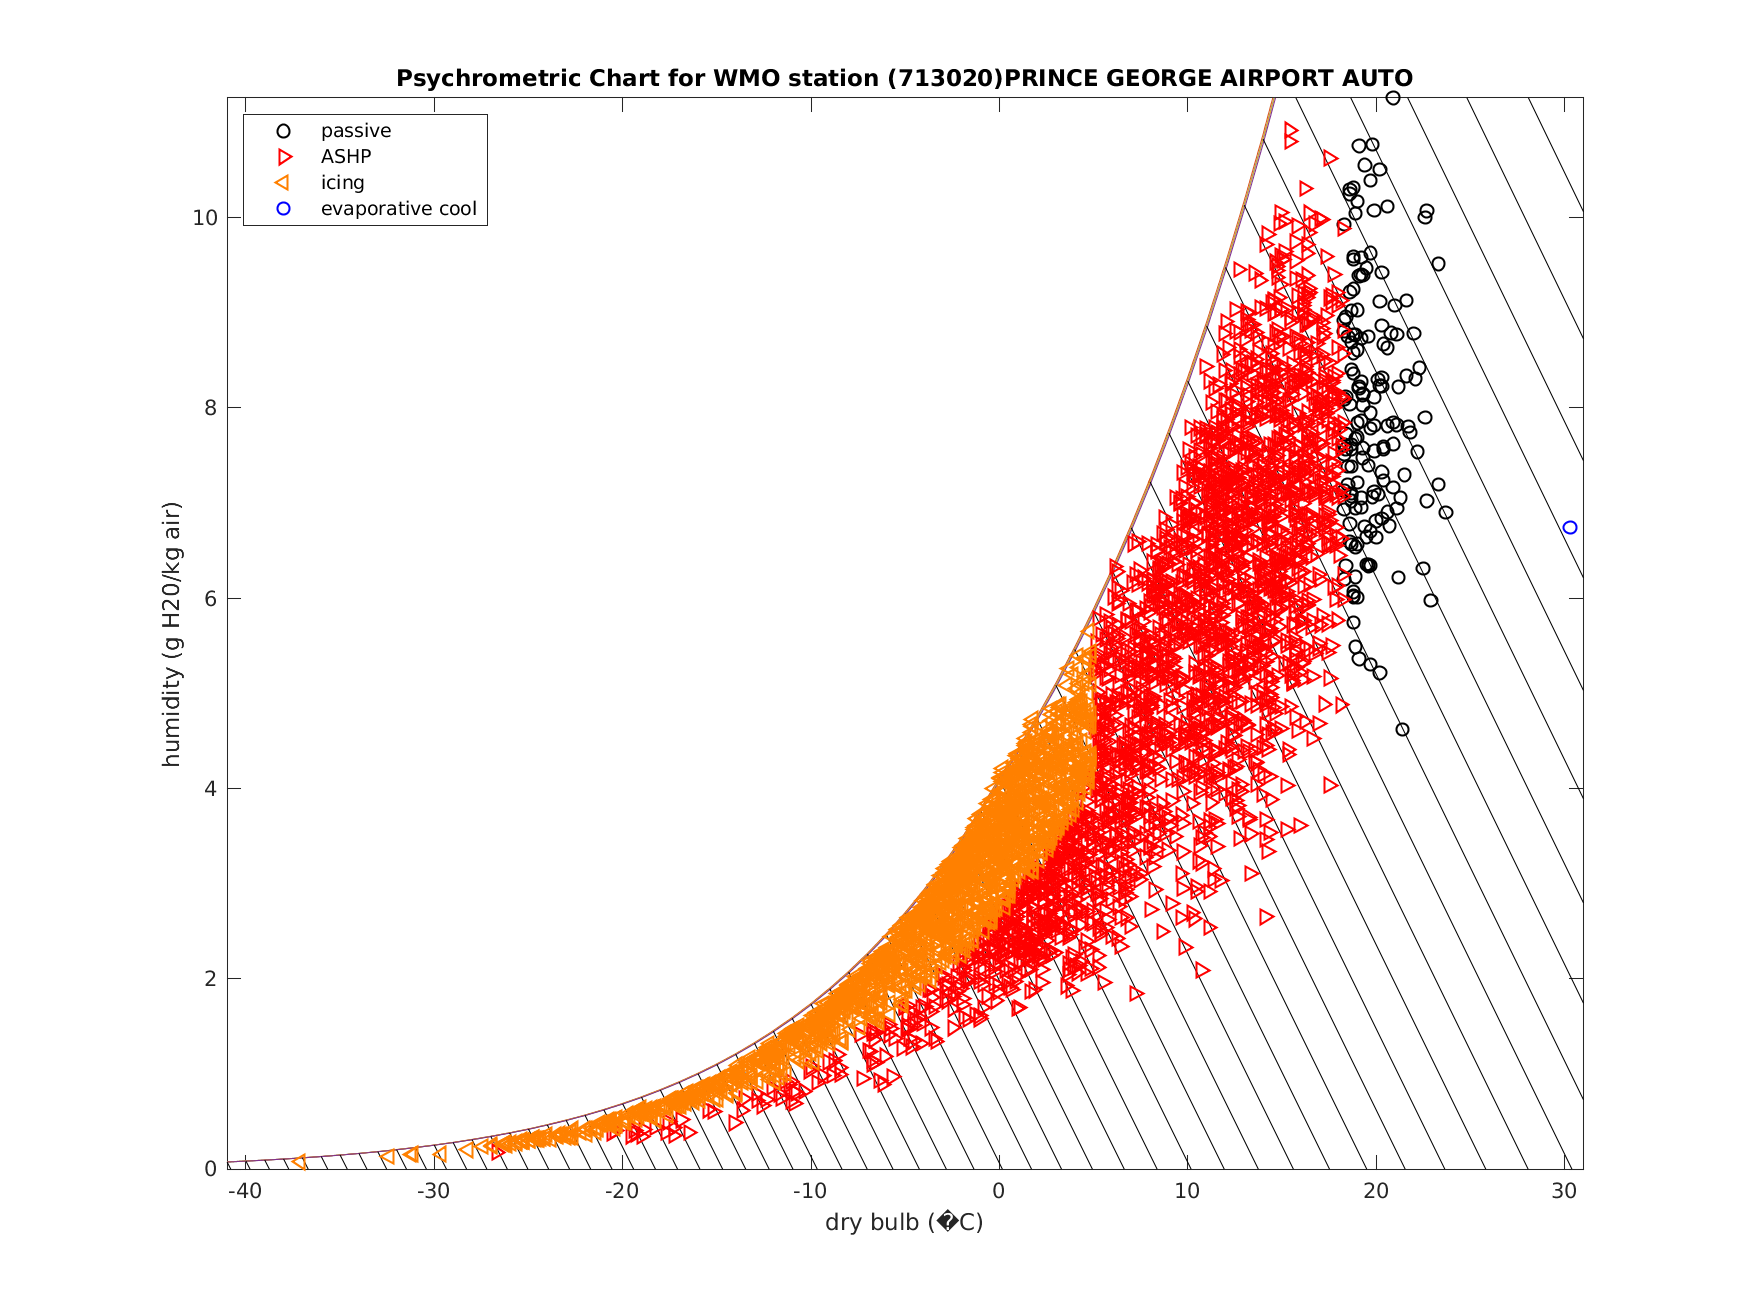 Psychrometric Chart for WMO station (713020)PRINCE GEORGE AIRPORT AUTO
passive
ASHP
icing
evaporative cool
10
8
6
4
2
0
humidity (g H20/kg air)
-40 -30 -20 -10 0 10 20 30
dry bulb (�C)